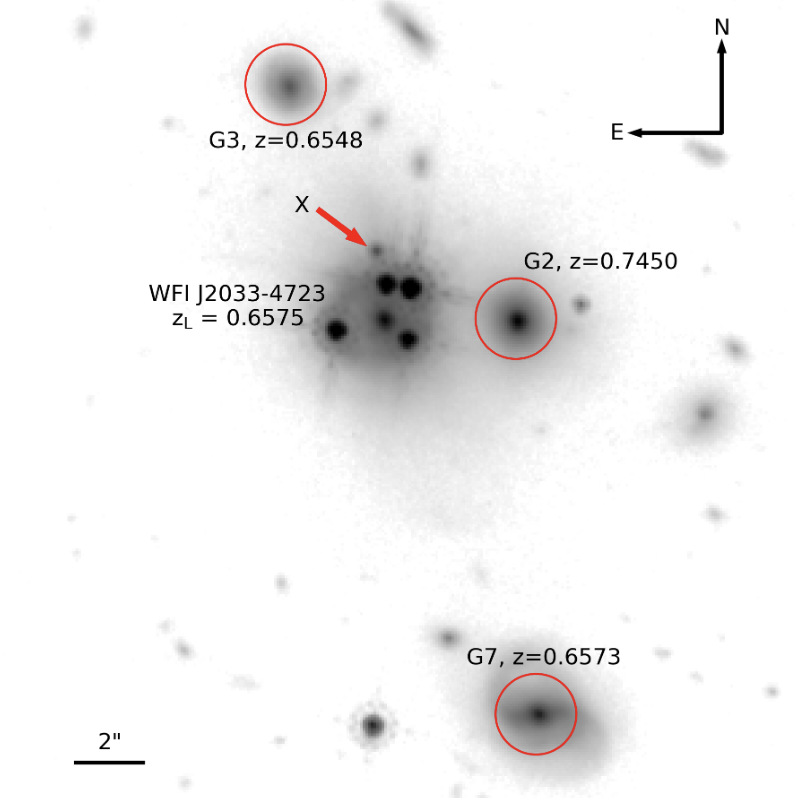 N
E
G3, z=0.6548
X
G2, z=0.7450
WFI J2033-4723
z_L = 0.6575
G7, z=0.6573
2"